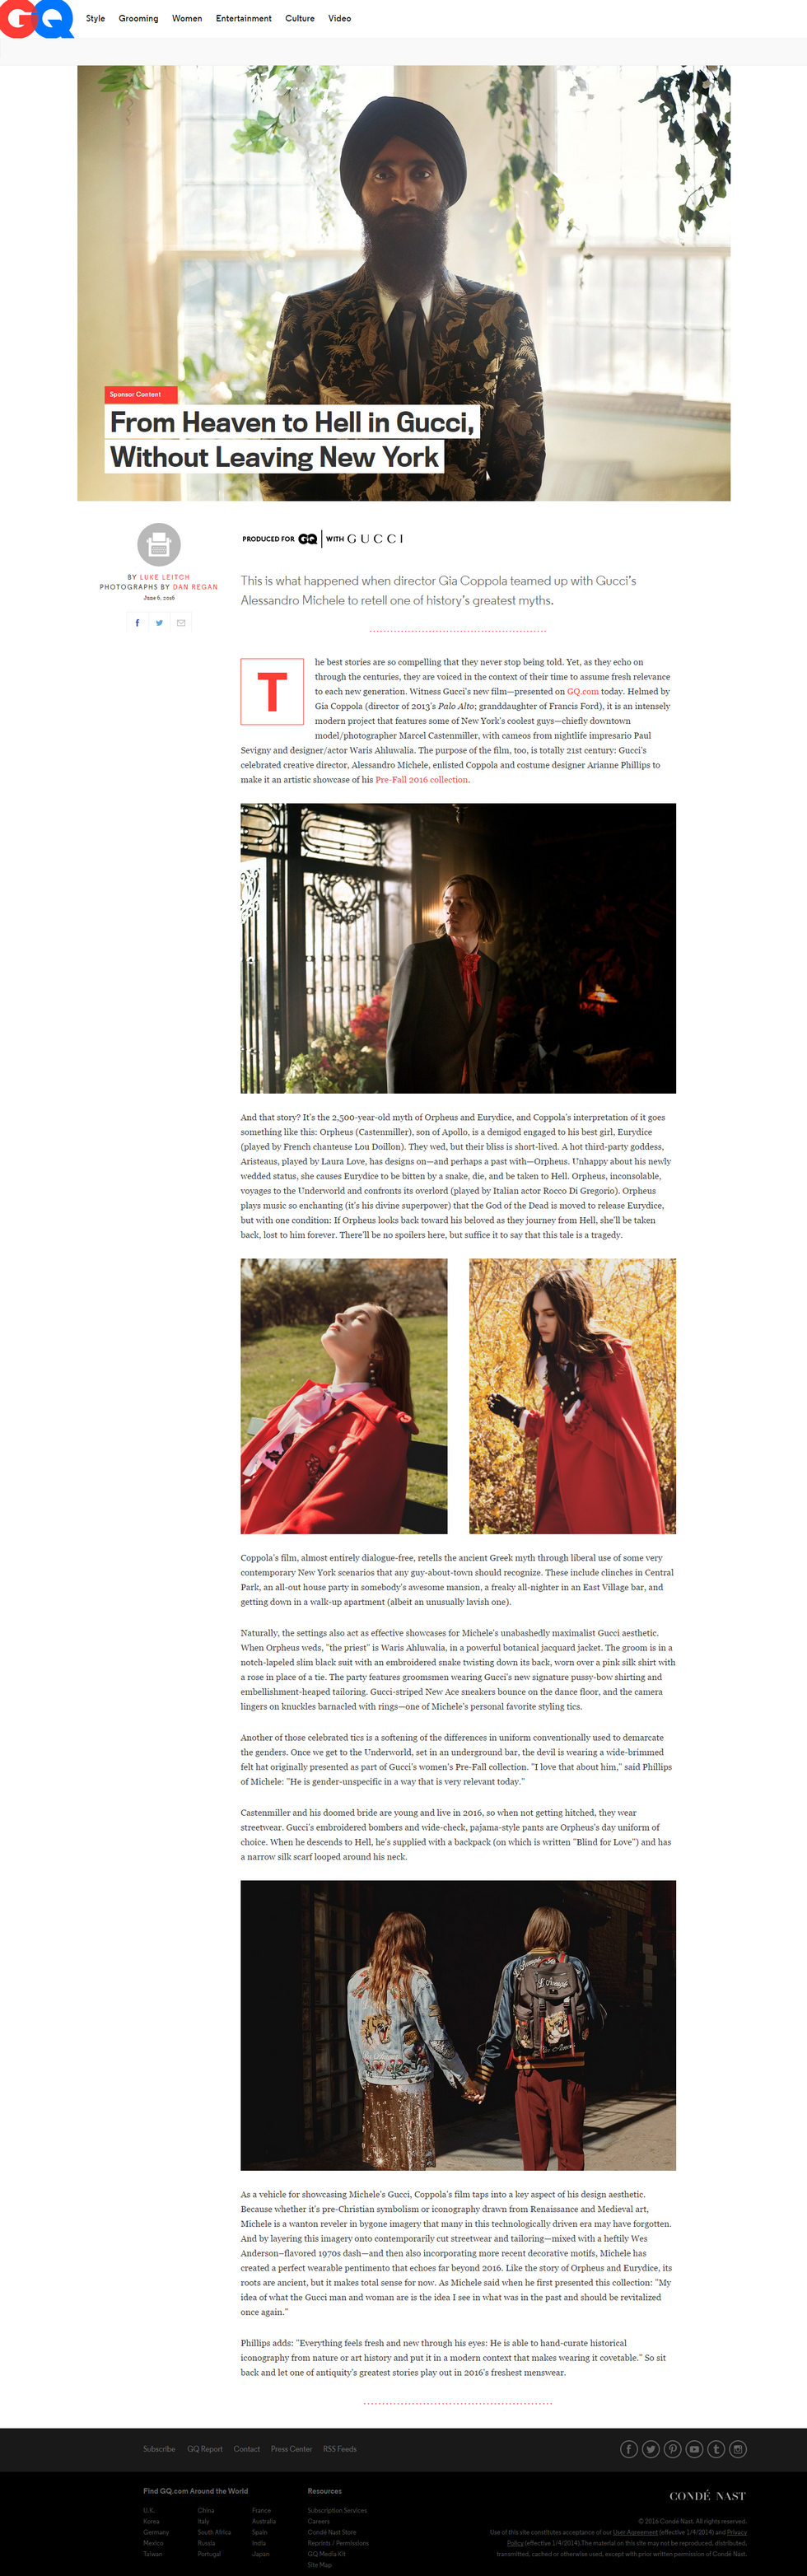 GQ
Style Grooming Women Entertainment Culture Video
Sponsor Content
From Heaven to Hell in Gucci,
Without Leaving New York
PRODUCED FOR GQ WITH GUCCI
BY LUKE LEITCH
PHOTOGRAPHS BY DAN REGAN
June 6, 2016
This is what happened when director Gia Coppola teamed up with Gucci's
Alessandro Michele to retell one of history's greatest myths.
The best stories are so compelling that they never stop being told. Yet, as they echo on
through the centuries, they are voiced in the context of their time to assume fresh relevance
to each new generation. Witness Gucci's new film—presented on GQ.com today. Helmed by
Gia Coppola (director of 2013's Palo Alto; granddaughter of Francis Ford), it is an intensely
modern project that features some of New York's coolest guys—chiefly downtown
model/photographer Marcel Castenmiller, with cameos from nightlife impresario Paul
Sevigny and designer/actor Waris Ahluwalia. The purpose of the film, too, is totally 21st century: Gucci's
celebrated creative director, Alessandro Michele, enlisted Coppola and costume designer Arianne Phillips to
make it an artistic showcase of his Pre-Fall 2016 collection.
And that story? It's the 2,500-year-old myth of Orpheus and Eurydice, and Coppola's interpretation of it goes
something like this: Orpheus (Castenmiller), son of Apollo, is a demigod engaged to his best girl, Eurydice
(played by French chanteuse Lou Doillon). They wed, but their bliss is short-lived. A hot third-party goddess,
Aristeaus, played by Laura Love, has designs on—and perhaps a past with—Orpheus. Unhappy about his newly
wedded status, she causes Eurydice to be bitten by a snake, die, and be taken to Hell. Orpheus, inconsolable,
voyages to the Underworld and confronts its overlord (played by Italian actor Rocco Di Gregorio). Orpheus
plays music so enchanting (it's his divine superpower) that the God of the Dead is moved to release Eurydice,
but with one condition: If Orpheus looks back toward his beloved as they journey from Hell, she'll be taken
back, lost to him forever. There'll be no spoilers here, but suffice it to say that this tale is a tragedy.
Coppola's film, almost entirely dialogue-free, retells the ancient Greek myth through liberal use of some very
contemporary New York scenarios that any guy-about-town should recognize. These include clinches in Central
Park, an all-out house party in somebody's awesome mansion, a freaky all-nighter in an East Village bar, and
getting down in a walk-up apartment (albeit an unusually lavish one).
Naturally, the settings also act as effective showcases for Michele's unabashedly maximalist Gucci aesthetic.
When Orpheus weds, "the priest" is Waris Ahluwalia, in a powerful botanical jacquard jacket. The groom is in a
notch-lapeled slim black suit with an embroidered snake twisting down its back, worn over a pink silk shirt with
a rose in place of a tie. The party features groomsmen wearing Gucci's new signature pussy-bow shirting and
embellishment-heaped tailoring. Gucci-striped New Ace sneakers bounce on the dance floor, and the camera
lingers on knuckles barnacled with rings—one of Michele's personal favorite styling tics.
Another of those celebrated tics is a softening of the differences in uniform conventionally used to demarcate
the genders. Once we get to the Underworld, set in an underground bar, the devil is wearing a wide-brimmed
felt hat originally presented as part of Gucci's women's Pre-Fall collection. "I love that about him," said Phillips
of Michele: "He is gender-unspecific in a way that is very relevant today."
Castenmiller and his doomed bride are young and live in 2016, so when not getting hitched, they wear
streetwear. Gucci's embroidered bombers and wide-check, pajama-style pants are Orpheus's day uniform of
choice. When he descends to Hell, he's supplied with a backpack (on which is written "Blind for Love") and has
a narrow silk scarf looped around his neck.
As a vehicle for showcasing Michele's Gucci, Coppola's film taps into a key aspect of his design aesthetic.
Because whether it's pre-Christian symbolism or iconography drawn from Renaissance and Medieval art,
Michele is a wanton reveler in bygone imagery that many in this technologically driven era may have forgotten.
And by layering this imagery onto contemporarily cut streetwear and tailoring—mixed with a heftily Wes
Anderson–flavored 1970s dash—and then also incorporating more recent decorative motifs, Michele has
created a perfect wearable pentimento that echoes far beyond 2016. Like the story of Orpheus and Eurydice, its
roots are ancient, but it makes total sense for now. As Michele said when he first presented this collection: "My
idea of what the Gucci man and woman are is the idea I see in what was in the past and should be revitalized
once again."
Phillips adds: "Everything feels fresh and new through his eyes: He is able to hand-curate historical
iconography from nature or art history and put it in a modern context that makes wearing it covetable." So sit
back and let one of antiquity's greatest stories play out in 2016's freshest menswear.
Subscribe GQ Report Contact Press Center RSS Feeds
Find GQ.com Around the World
U.K. China France
Korea Italy Australia
Germany South Africa Spain
Mexico Russia India
Taiwan Portugal Japan
Resources
Subscription Services
Careers
Condé Nast Store
Reprints / Permissions
GQ Media Kit
Site Map
CONDÉ NAST
© 2016 Condé Nast. All rights reserved.
Use of this site constitutes acceptance of our User Agreement (effective 1/4/2014) and Privacy
Policy (effective 1/4/2014).The material on this site may not be reproduced, distributed,
transmitted, cached or otherwise used, except with prior written permission of Condé Nast.